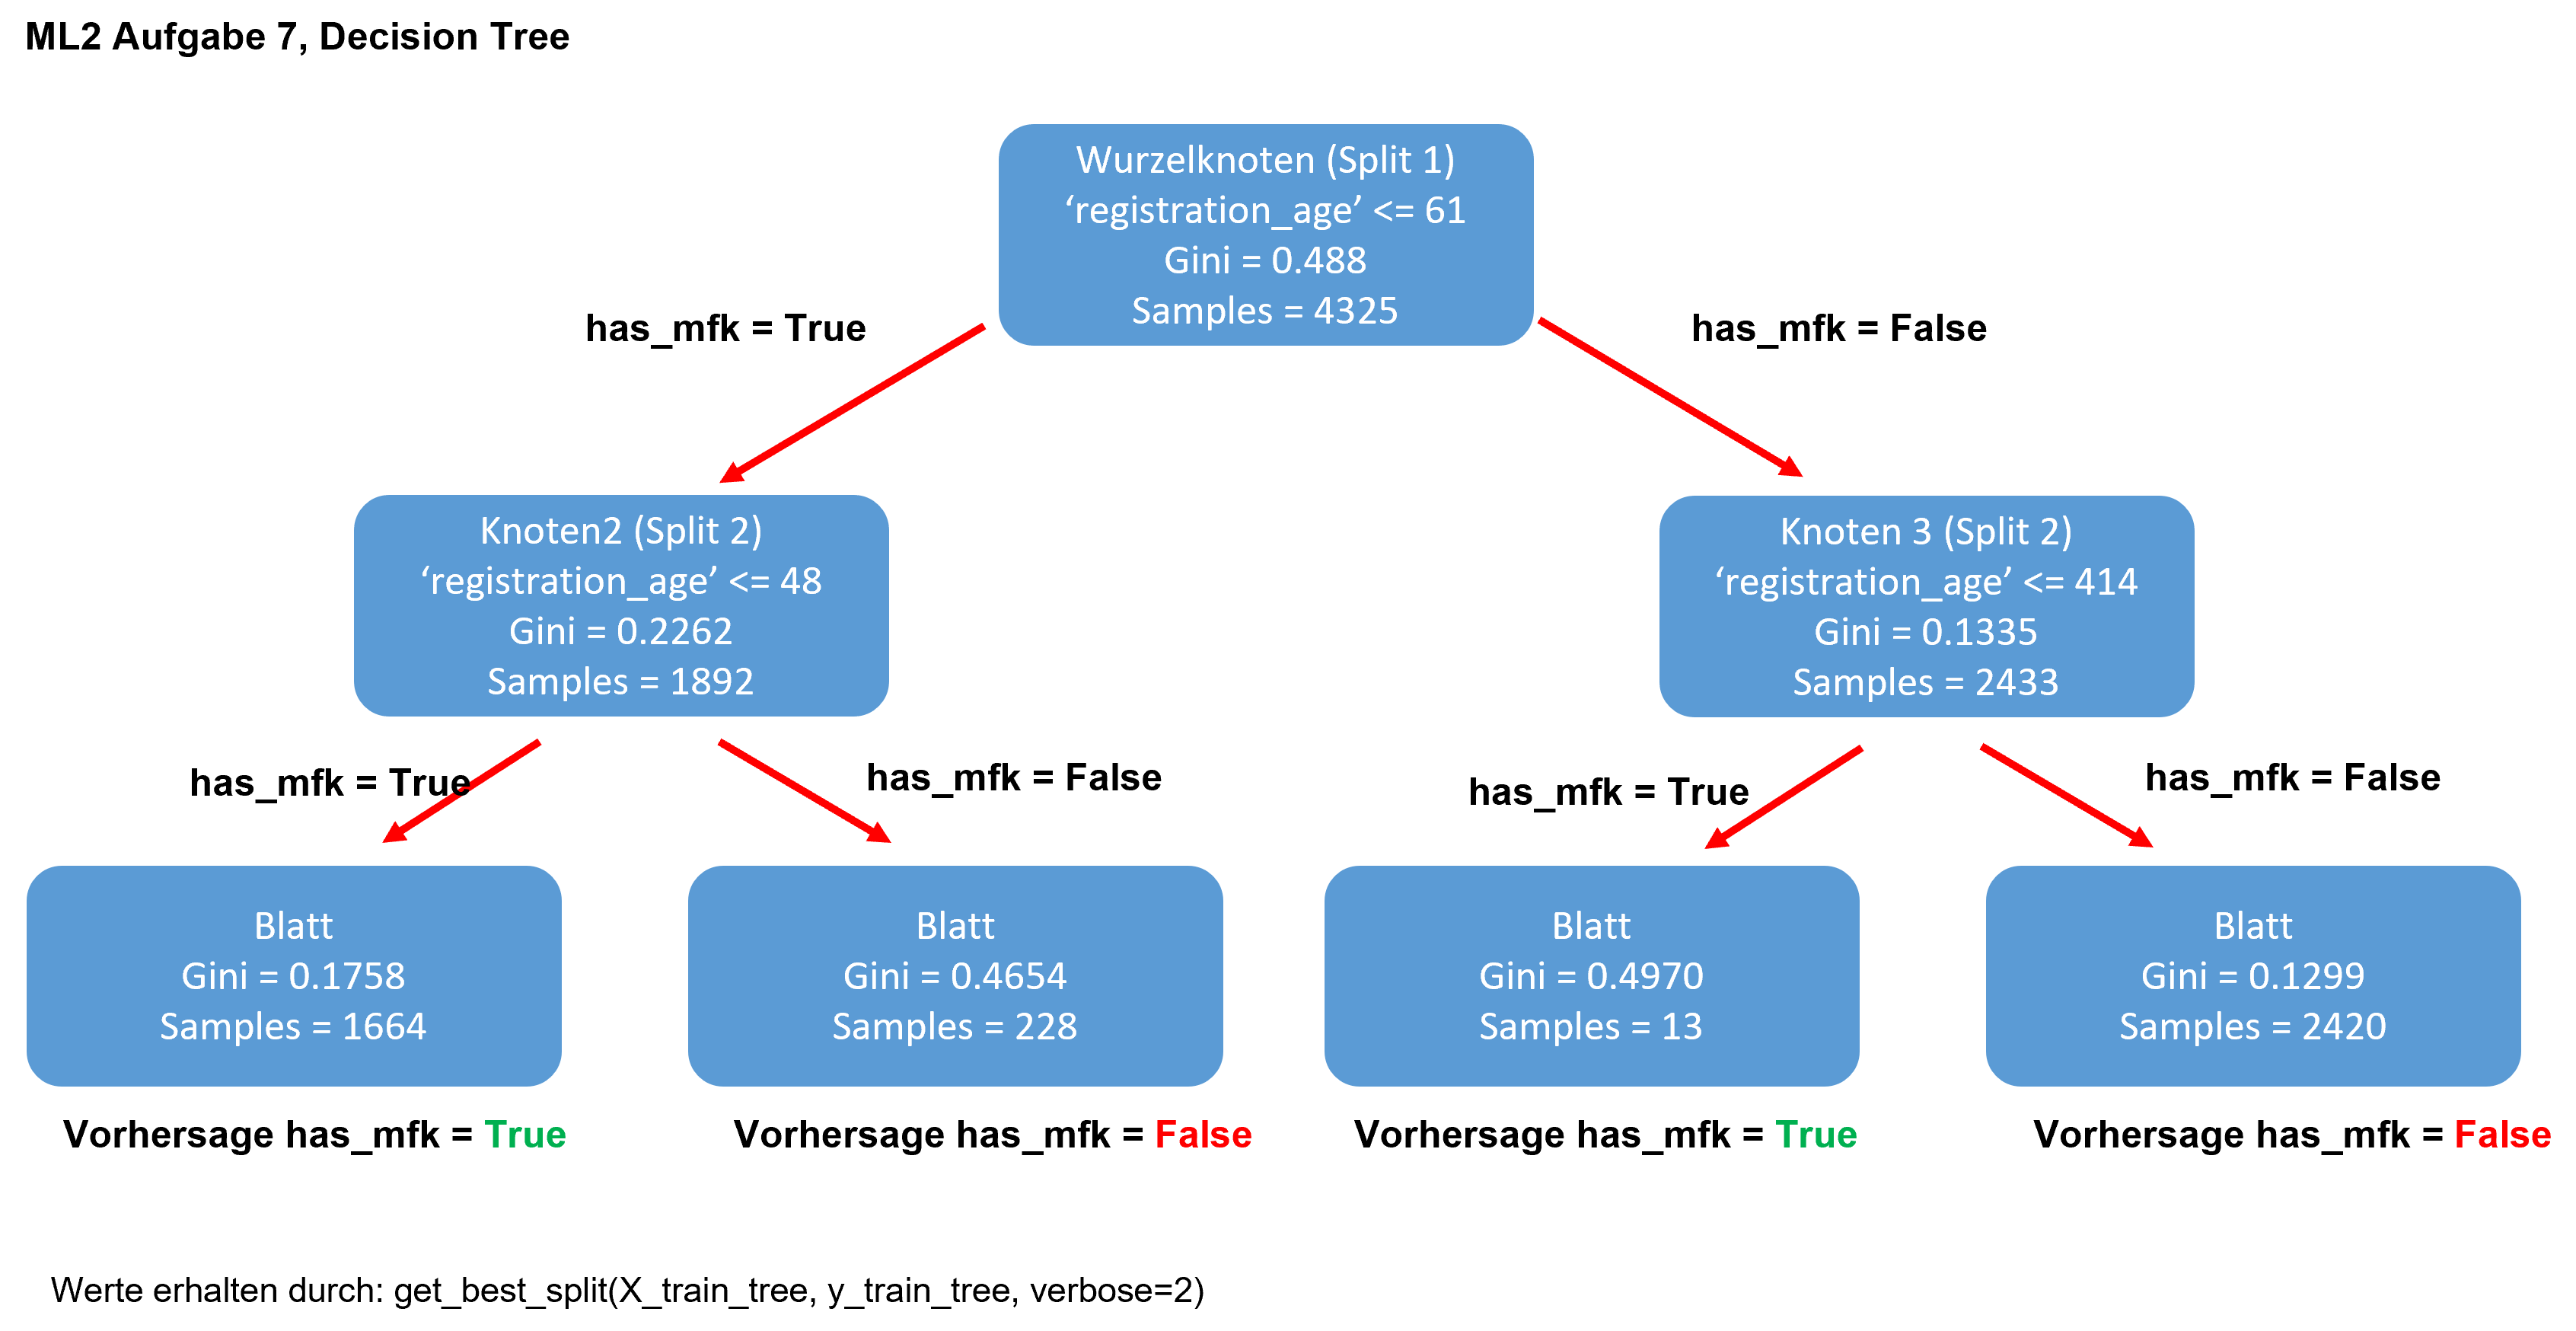 ML2 Aufgabe 7, Decision Tree
Wurzelknoten (Split 1)
‘registration_age’ <= 61
Gini = 0.488
Samples = 4325
has_mfk = True
has_mfk = False
Knoten2 (Split 2)
‘registration_age’ <= 48
Gini = 0.2262
Samples = 1892
Knoten 3 (Split 2)
‘registration_age’ <= 414
Gini = 0.1335
Samples = 2433
has_mfk = True
has_mfk = False
has_mfk = True
has_mfk = False
Blatt
Gini = 0.1758
Samples = 1664
Blatt
Gini = 0.4654
Samples = 228
Blatt
Gini = 0.4970
Samples = 13
Blatt
Gini = 0.1299
Samples = 2420
Vorhersage has_mfk = True
Vorhersage has_mfk = False
Vorhersage has_mfk = True
Vorhersage has_mfk = False
Werte erhalten durch: get_best_split(X_train_tree, y_train_tree, verbose=2)